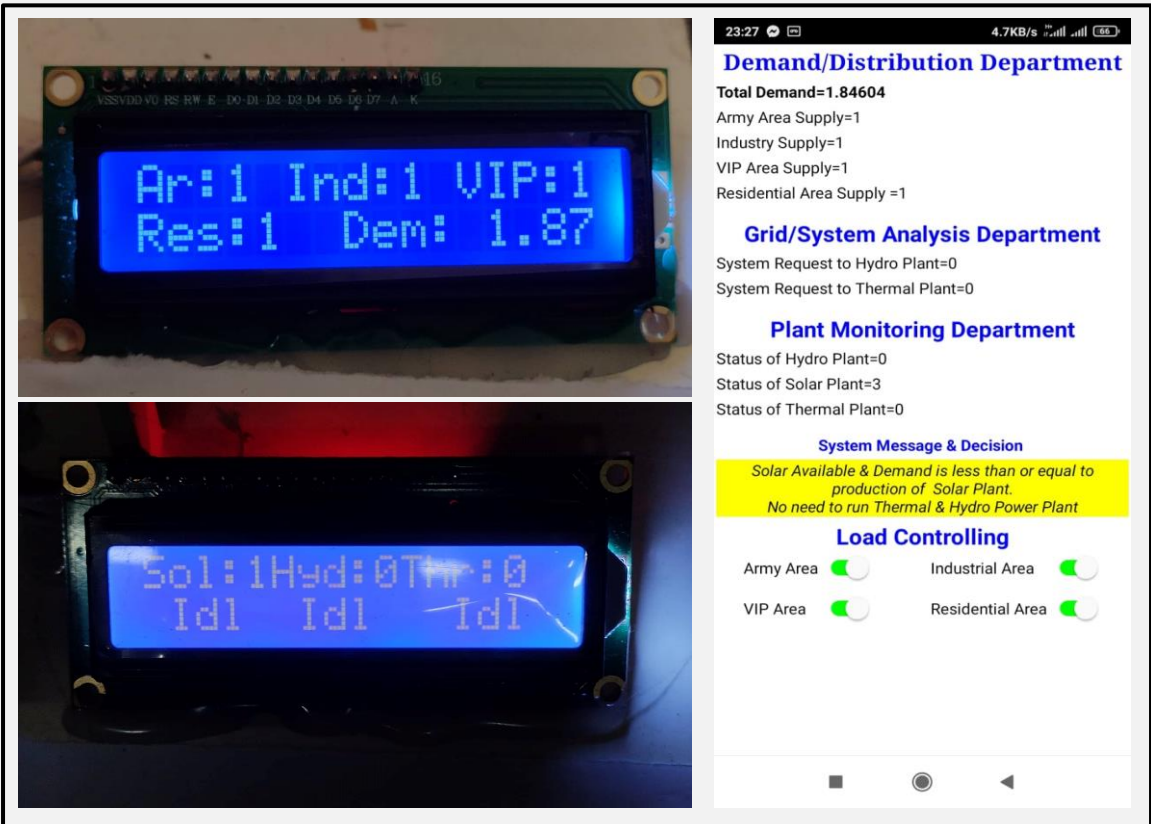 1 16
VSS VDD VO RS RW E D0 D1 D2 D3 D4 D5 D6 D7 A K
Ar:1 Ind:1 VIP:1
Res:1 Dem: 1.87
Sol:1Hyd:0Thr:0
Idl Idl Idl
23:27 4.7KB/s 66
Demand/Distribution Department
Total Demand=1.84604
Army Area Supply=1
Industry Supply=1
VIP Area Supply=1
Residential Area Supply =1
Grid/System Analysis Department
System Request to Hydro Plant=0
System Request to Thermal Plant=0
Plant Monitoring Department
Status of Hydro Plant=0
Status of Solar Plant=3
Status of Thermal Plant=0
System Message & Decision
Solar Available & Demand is less than or equal to
production of Solar Plant.
No need to run Thermal & Hydro Power Plant
Load Controlling
Army Area Industrial Area
VIP Area Residential Area